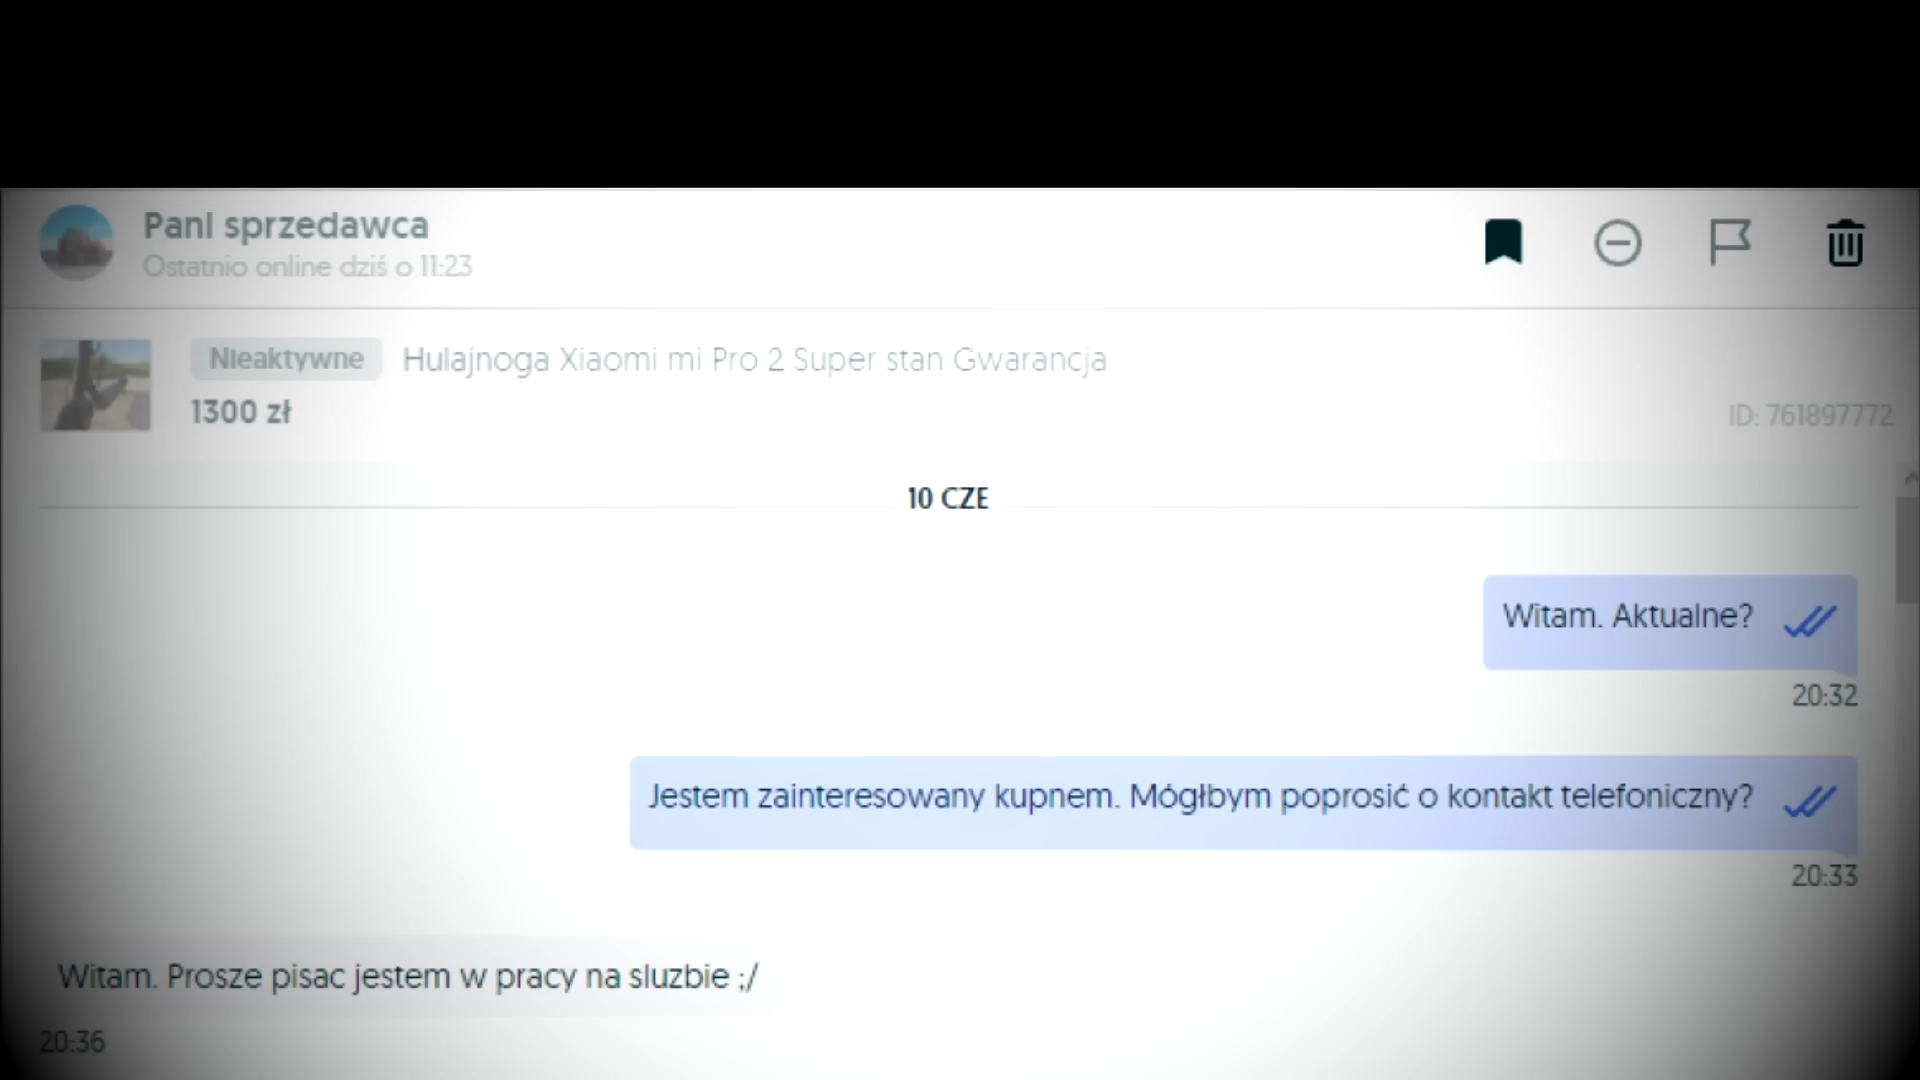 Pani sprzedawca
Ostatnio online dziś o 11:23
Nieaktywne Hulajnoga Xiaomi mi Pro 2 Super stan Gwarancja
1300 zł
ID: 761897772
10 CZE
Witam. Aktualne?
20:32
Jestem zainteresowany kupnem. Mógłbym poprosić o kontakt telefoniczny?
20:33
Witam. Prosze pisac jestem w pracy na sluzbie ;/
20:36